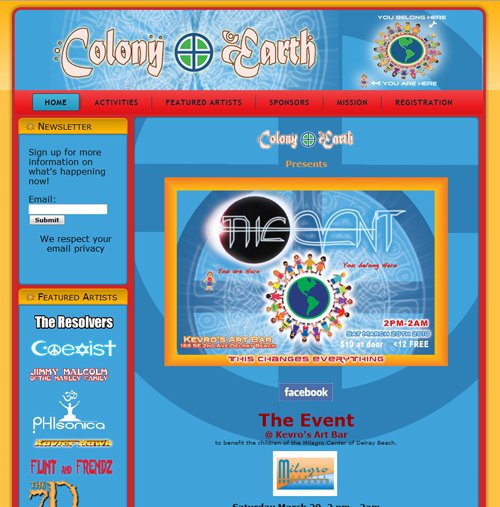 Colony Earth
YOU BELONG HERE
YOU ARE HERE
HOME ACTIVITIES FEATURED ARTISTS SPONSORS MISSION REGISTRATION
NEWSLETTER
Sign up for more
information on
what's happening
now!
Email:
Submit
We respect your
email privacy
FEATURED ARTISTS
The Resolvers
Coexist
JIMMY MALCOLM
OF THE MARLEY FAMILY
PHIsonica
FLINT AND FRENDZ
THE
7D
Colony Earth
Presents
THE EVENT
You are Here
You belong Here
KEVRO'S ART BAR
166 SE 2ND AVE DELRAY BEACH
2PM-2AM
SAT MARCH 20TH 2010
$10 at door <12 FREE
THIS CHANGES EVERYTHING
facebook
The Event
@ Kevro's Art Bar
to benefit the children of the Milagro Center of Delray Beach.
Milagro
Saturday March 20, 2 pm - 2am